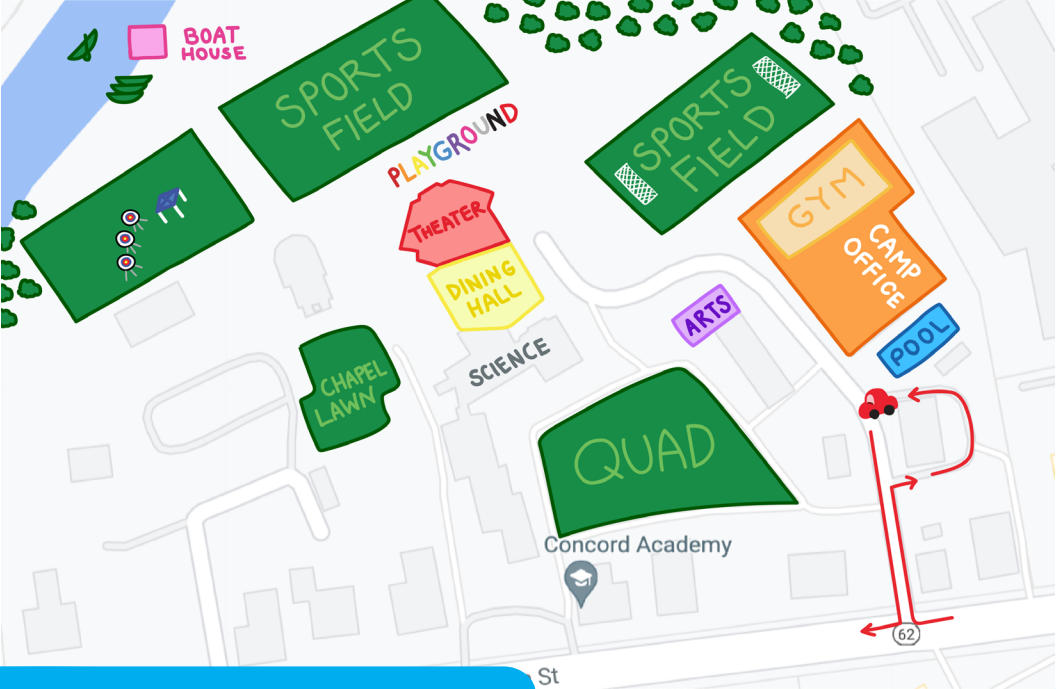 BOAT
HOUSE
SPORTS
FIELD
PLAYGROUND
SPORTS
FIELD
THEATER
DINING
HALL
GYM
CAMP
OFFICE
ARTS
POOL
SCIENCE
CHAPEL
LAWN
QUAD
Concord Academy
62
St